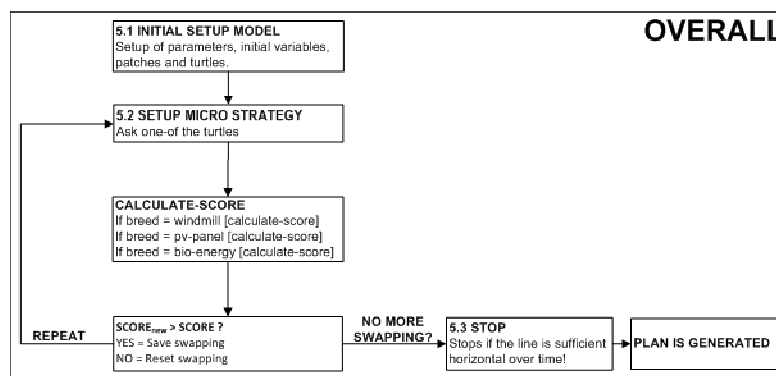 OVERALL
5.1 INITIAL SETUP MODEL
Setup of parameters, initial variables,
patches and turtles.
5.2 SETUP MICRO STRATEGY
Ask one-of the turtles
CALCULATE-SCORE
If breed = windmill [calculate-score]
If breed = pv-panel [calculate-score]
If breed = bio-energy [calculate-score]
REPEAT
SCOREnew > SCORE ?
YES = Save swapping
NO = Reset swapping
NO MORE
SWAPPING?
5.3 STOP
Stops if the line is sufficient
horizontal over time!
PLAN IS GENERATED